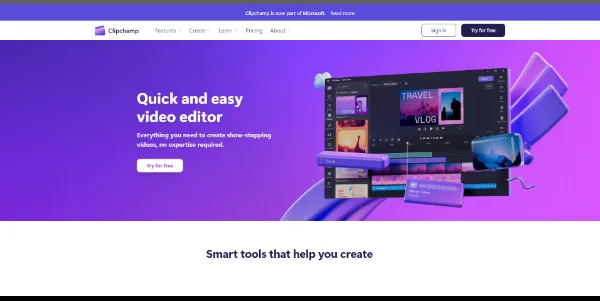 Clipchamp is now part of Microsoft. Read more
Clipchamp
Features Create Learn Pricing About
Sign in
Try for free
Quick and easy
video editor
Everything you need to create show-stopping
videos, no expertise required.
Try for free
TRAVEL
VLOG
Smart tools that help you create